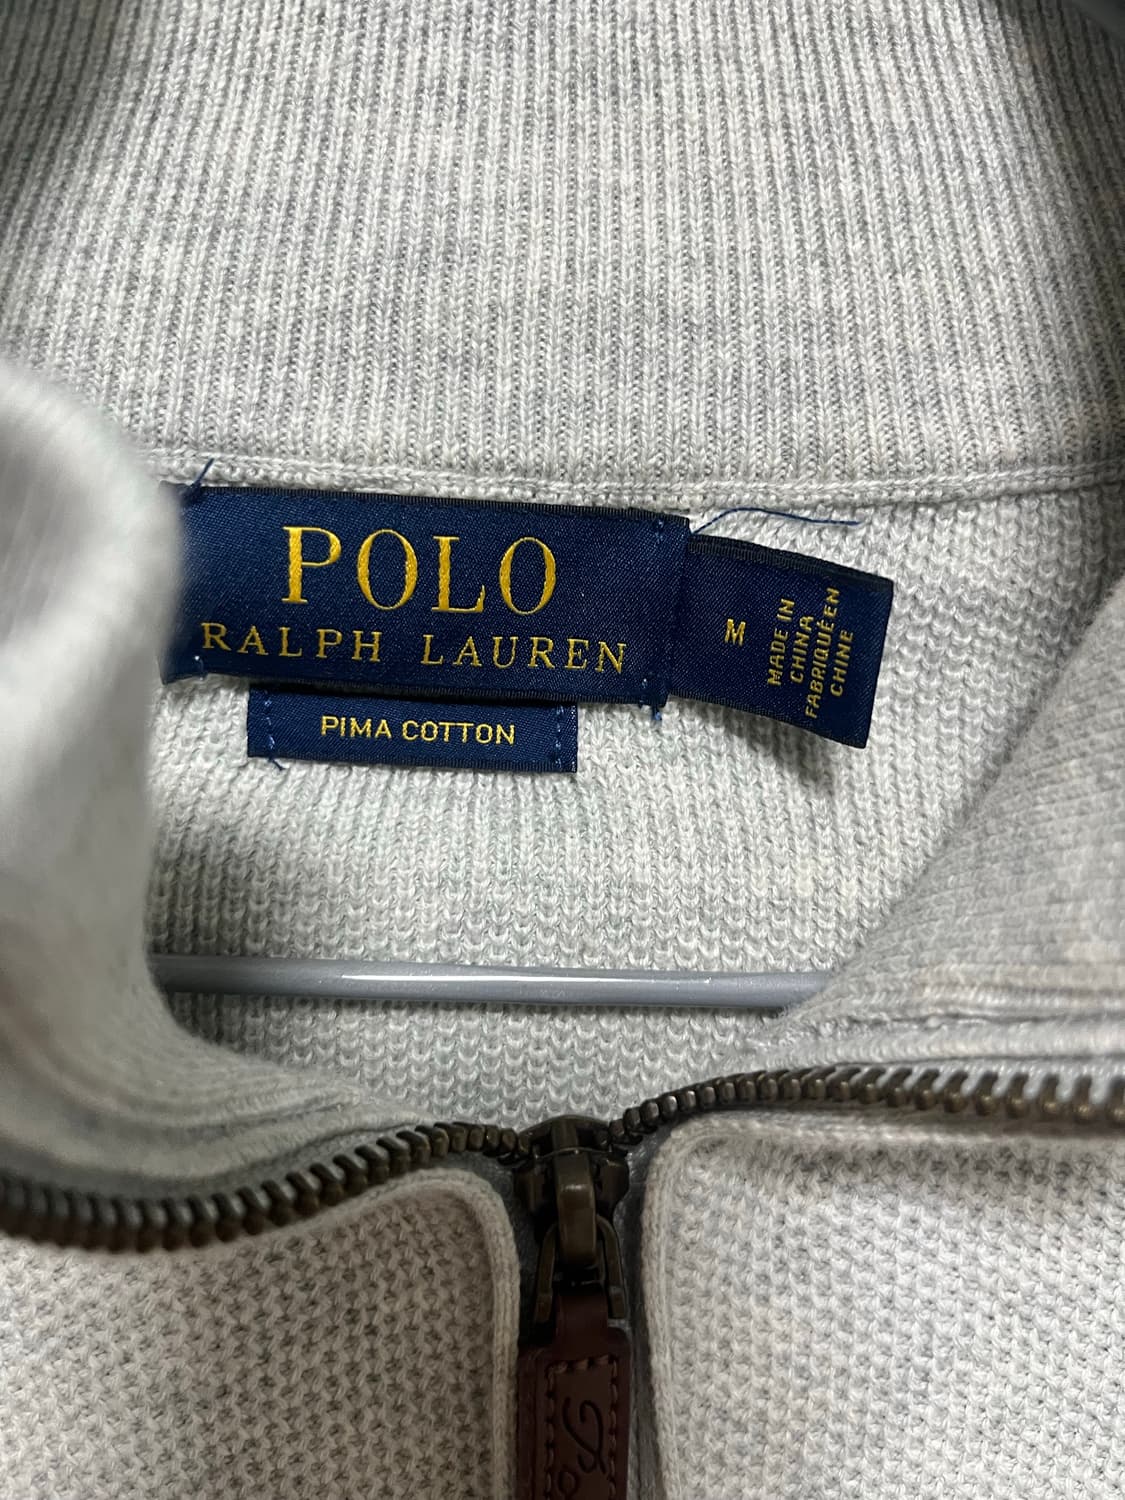 POLO
RALPH LAUREN
PIMA COTTON
M
MADE IN
CHINA
FABRIQUÉ EN
CHINE